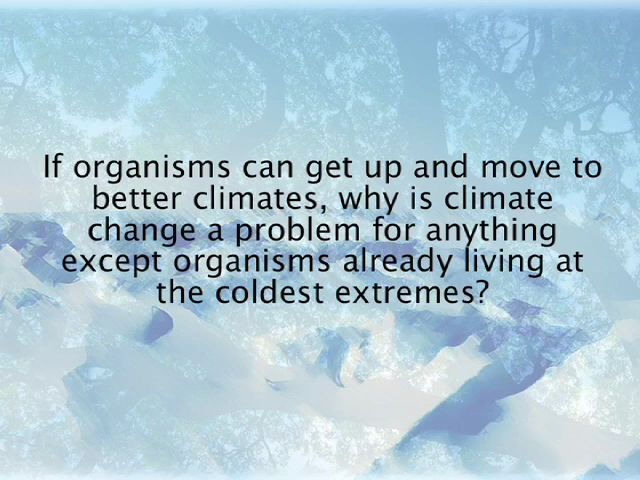 If organisms can get up and move to
better climates, why is climate
change a problem for anything
except organisms already living at
the coldest extremes?